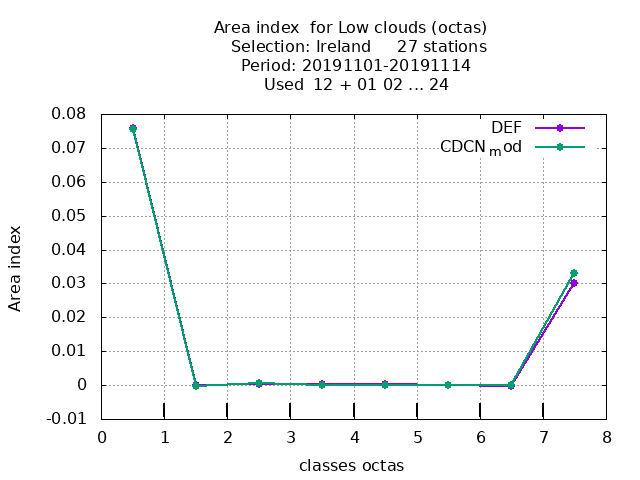 Area index  for Low clouds (octas)
Selection: Ireland     27 stations
Period: 20191101-20191114
Used  12 + 01 02 ... 24
DEF
CDCN_mod
0.08
0.07
0.06
0.05
0.04
0.03
0.02
0.01
0
-0.01
Area index
0 1 2 3 4 5 6 7 8
classes octas